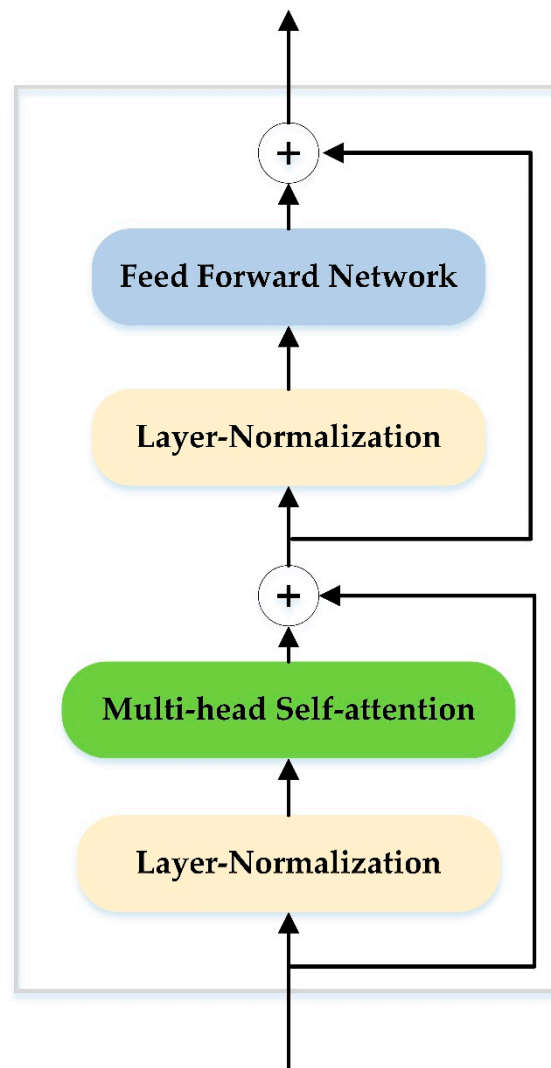 +
Feed Forward Network
Layer-Normalization
+
Multi-head Self-attention
Layer-Normalization